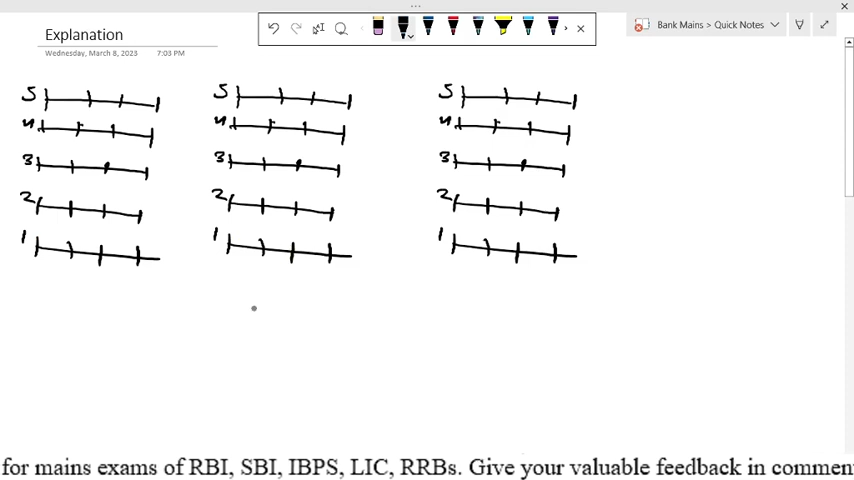 Explanation
Wednesday, March 8, 2023 7:03 PM
Bank Mains > Quick Notes
5 5 5
4 4 4
3 3 3
2 2 2
1 1 1
for mains exams of RBI, SBI, IBPS, LIC, RRBs. Give your valuable feedback in commen